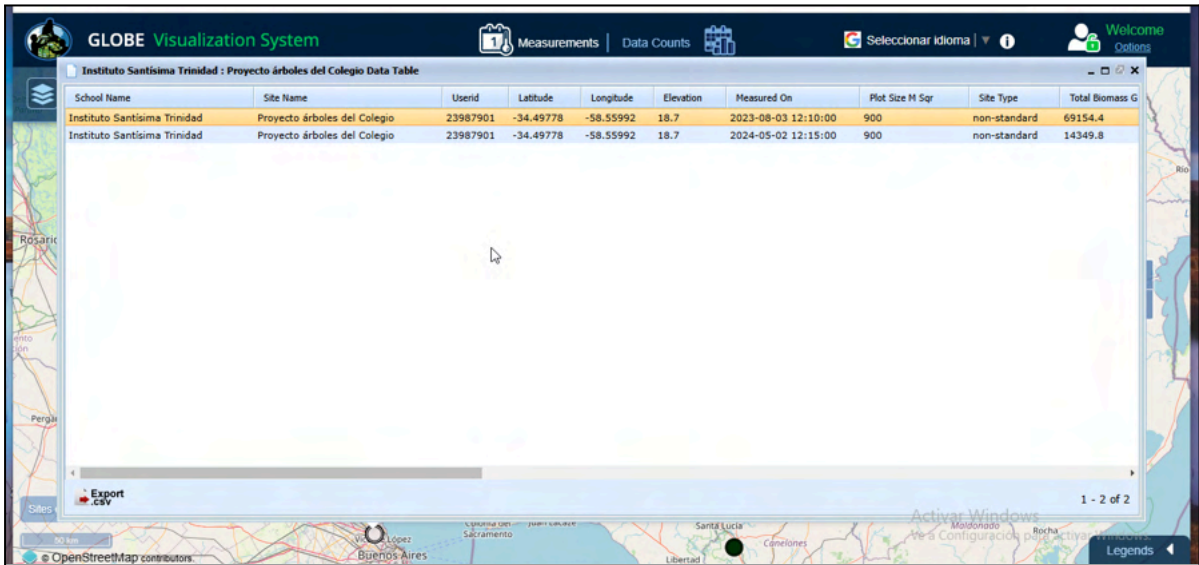 GLOBE Visualization System
1 Measurements | Data Counts
G Seleccionar idioma ▼
Welcome
Options
Instituto Santísima Trinidad : Proyecto árboles del Colegio Data Table
School Name Site Name Userid Latitude Longitude Elevation Measured On Plot Size M Sqr Site Type Total Biomass G
Instituto Santísima Trinidad Proyecto árboles del Colegio 23987901 -34.49778 -58.55992 18.7 2023-08-03 12:10:00 900 non-standard 69154.4
Instituto Santísima Trinidad Proyecto árboles del Colegio 23987901 -34.49778 -58.55992 18.7 2024-05-02 12:15:00 900 non-standard 14349.8
Rosario
Export .csv
1 - 2 of 2
Sites
Activar Windows
Ve a Configuración para activar Windows.
Santa Lucía
Maldonado
Rocha
Sacramento
Canelones
50 km
López
Buenos Aires
Libertad
© OpenStreetMap contributors.
Legends